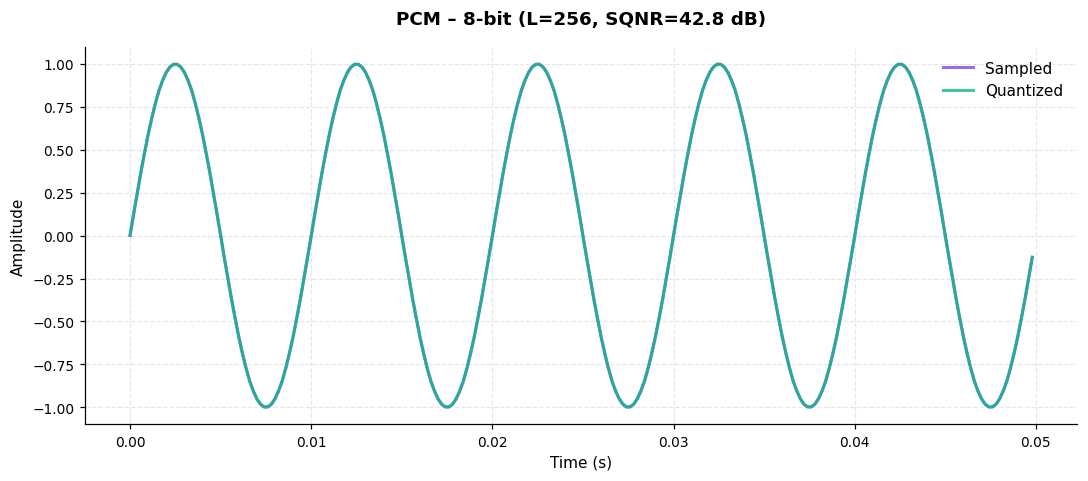 PCM – 8-bit (L=256, SQNR=42.8 dB)
Sampled
Quantized
1.00
0.75
0.50
0.25
0.00
−0.25
−0.50
−0.75
−1.00
Amplitude
0.00 0.01 0.02 0.03 0.04 0.05
Time (s)